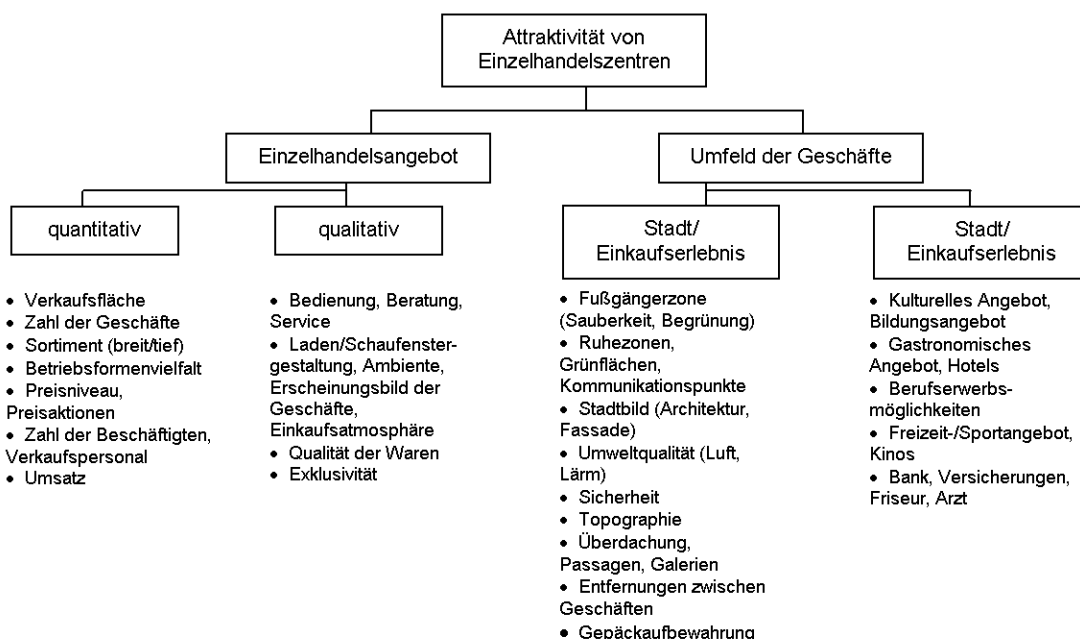 Attraktivität von
Einzelhandelszentren
Einzelhandelsangebot
Umfeld der Geschäfte
quantitativ
qualitativ
Stadt/
Einkaufserlebnis
Stadt/
Einkaufserlebnis
• Verkaufsfläche
• Zahl der Geschäfte
• Sortiment (breit/tief)
• Betriebsformenvielfalt
• Preisniveau,
Preisaktionen
• Zahl der Beschäftigten,
Verkaufspersonal
• Umsatz
• Bedienung, Beratung,
Service
• Laden/Schaufenster-
gestaltung, Ambiente,
Erscheinungsbild der
Geschäfte,
Einkaufsatmosphäre
• Qualität der Waren
• Exklusivität
• Fußgängerzone
(Sauberkeit, Begrünung)
• Ruhezonen,
Grünflächen,
Kommunikationspunkte
• Stadtbild (Architektur,
Fassade)
• Umweltqualität (Luft,
Lärm)
• Sicherheit
• Topographie
• Überdachung,
Passagen, Galerien
• Entfernungen zwischen
Geschäften
• Gepäckaufbewahrung
• Kulturelles Angebot,
Bildungsangebot
• Gastronomisches
Angebot, Hotels
• Berufserwerbs-
möglichkeiten
• Freizeit-/Sportangebot,
Kinos
• Bank, Versicherungen,
Friseur, Arzt